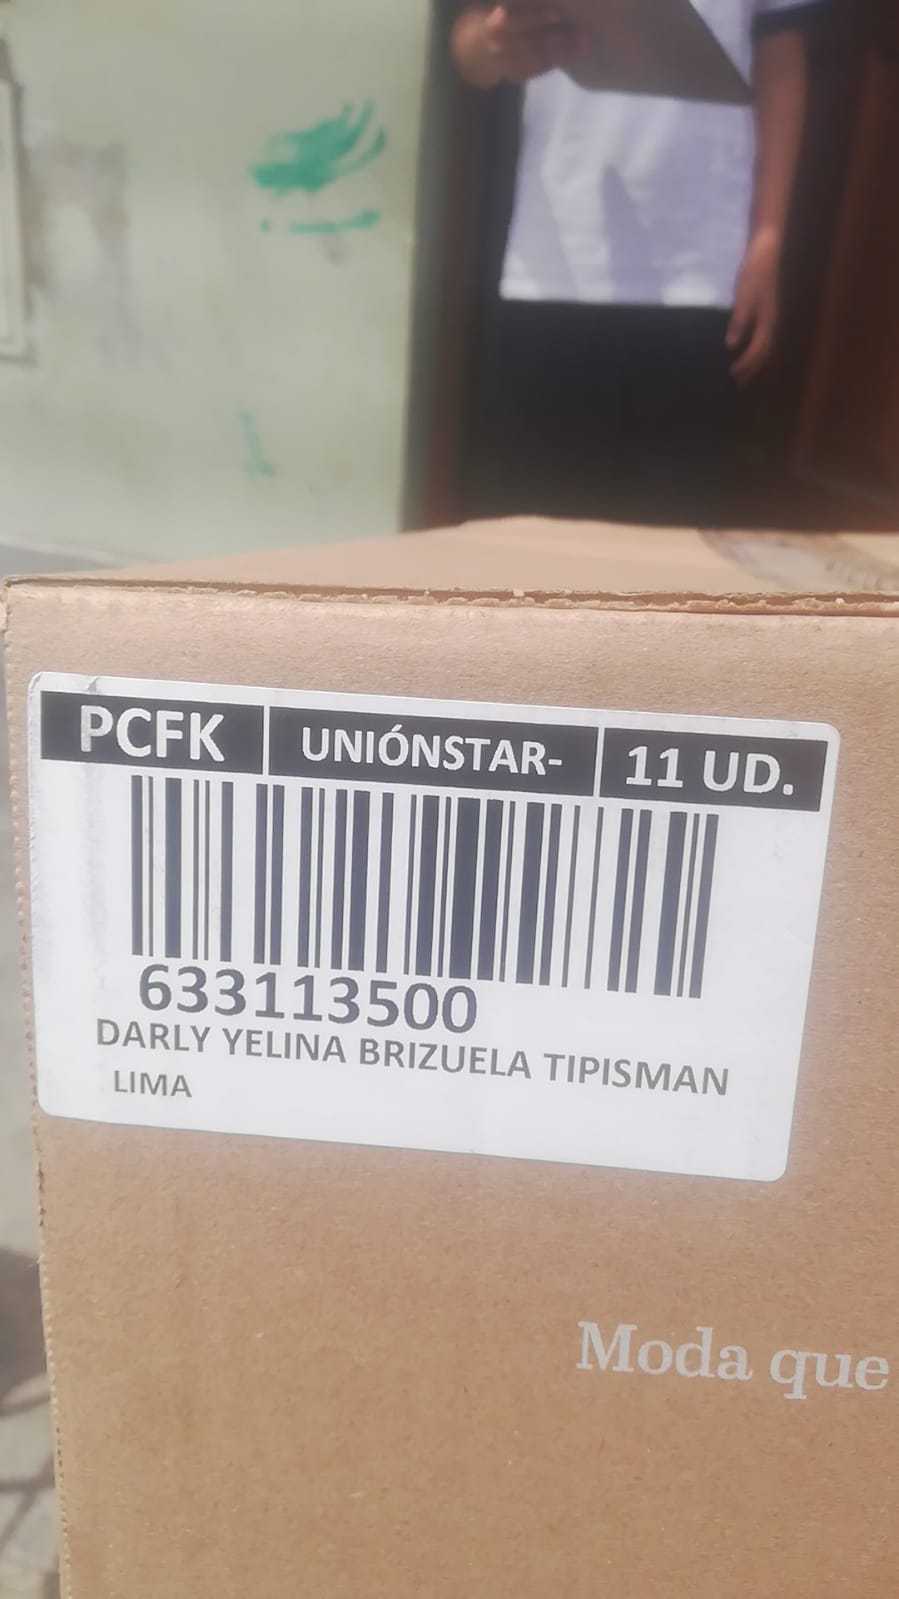 PCFK UNIÓNSTAR- 11 UD.
633113500
DARLY YELINA BRIZUELA TIPISMAN
LIMA
Moda que